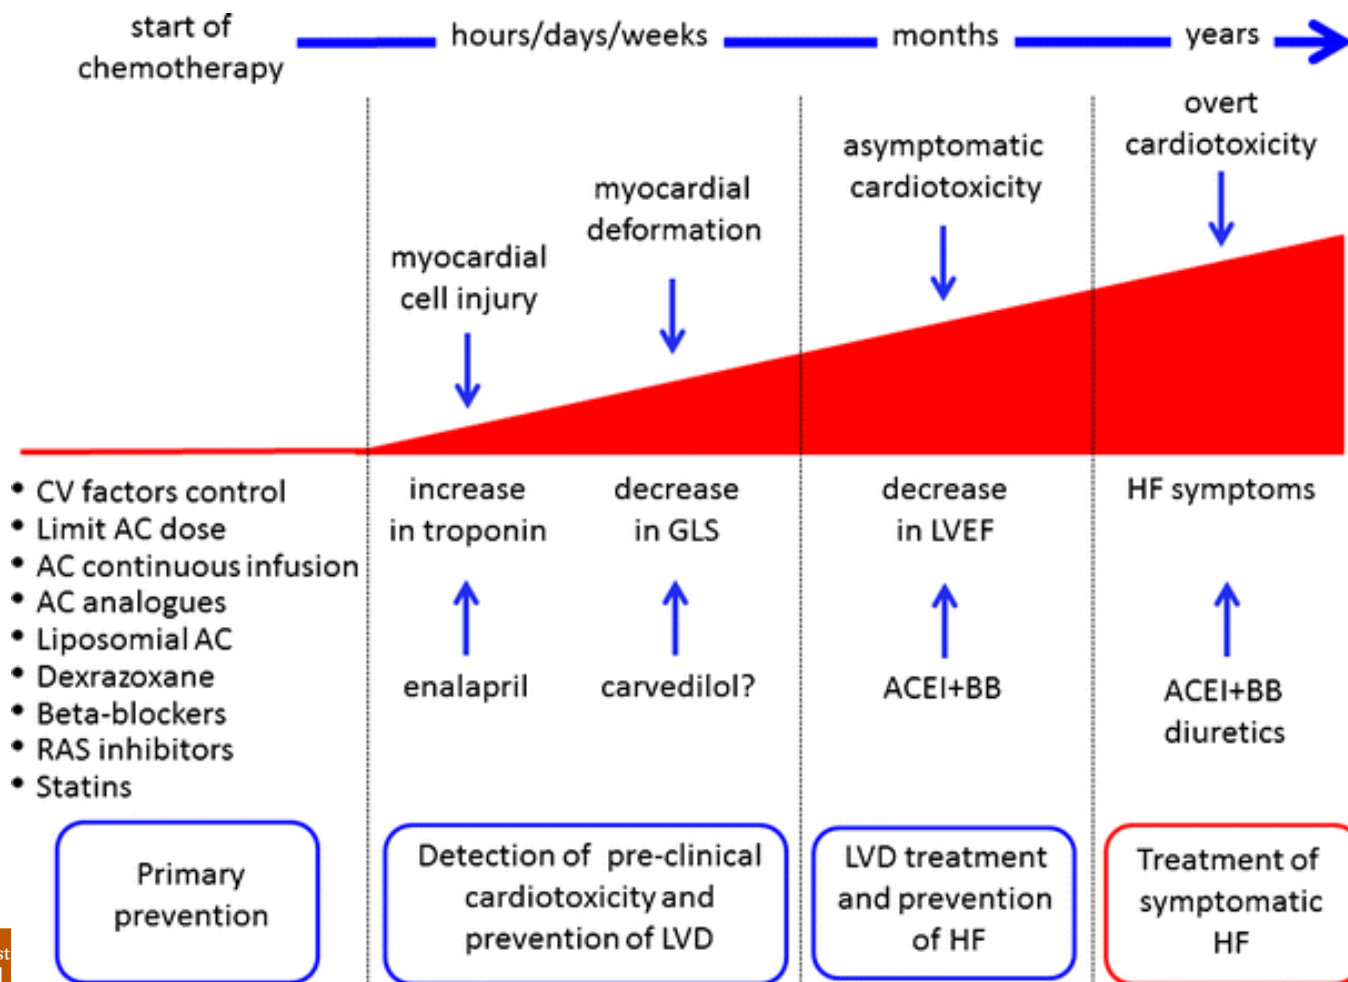 start of
chemotherapy
hours/days/weeks
months
years
overt
cardiotoxicity
asymptomatic
cardiotoxicity
myocardial
deformation
myocardial
cell injury
• CV factors control
• Limit AC dose
• AC continuous infusion
• AC analogues
• Liposomial AC
• Dexrazoxane
• Beta-blockers
• RAS inhibitors
• Statins
increase
in troponin
decrease
in GLS
decrease
in LVEF
HF symptoms
enalapril
carvedilol?
ACEI+BB
ACEI+BB
diuretics
Primary
prevention
Detection of pre-clinical
cardiotoxicity and
prevention of LVD
LVD treatment
and prevention
of HF
Treatment of
symptomatic
HF
st